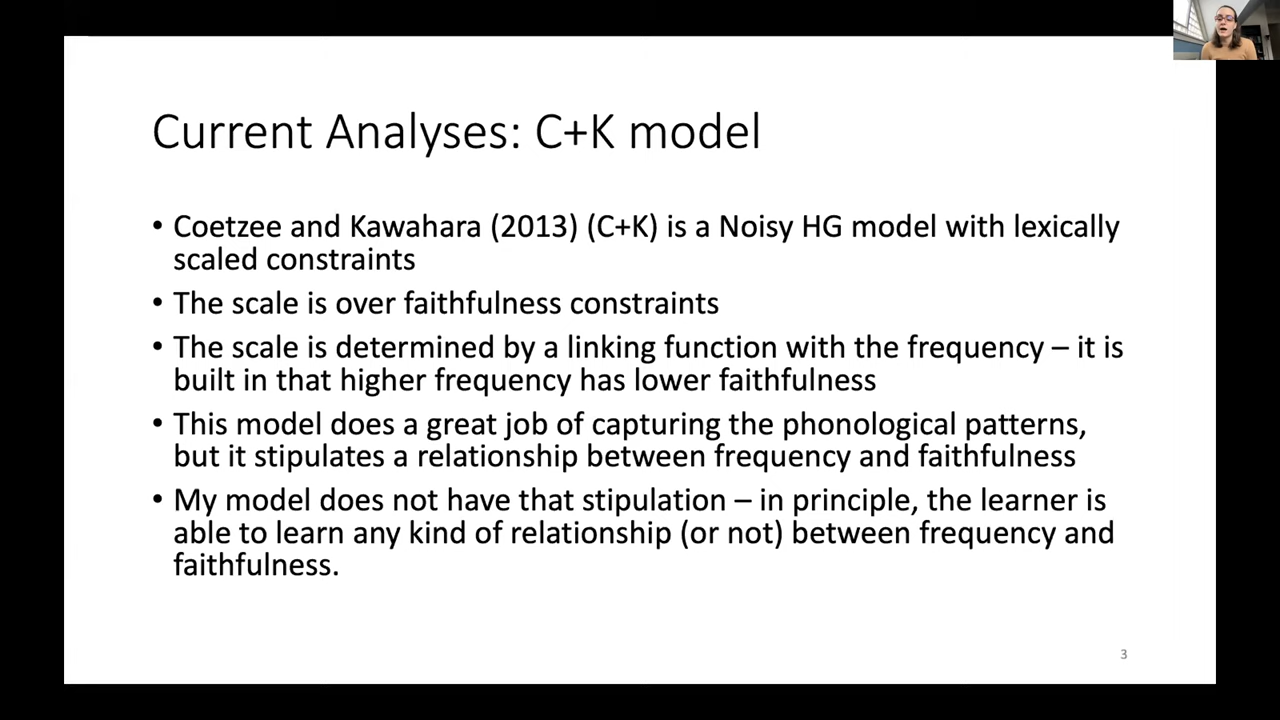 Current Analyses: C+K model
• Coetzee and Kawahara (2013) (C+K) is a Noisy HG model with lexically
scaled constraints
• The scale is over faithfulness constraints
• The scale is determined by a linking function with the frequency – it is
built in that higher frequency has lower faithfulness
• This model does a great job of capturing the phonological patterns,
but it stipulates a relationship between frequency and faithfulness
• My model does not have that stipulation – in principle, the learner is
able to learn any kind of relationship (or not) between frequency and
faithfulness.
3